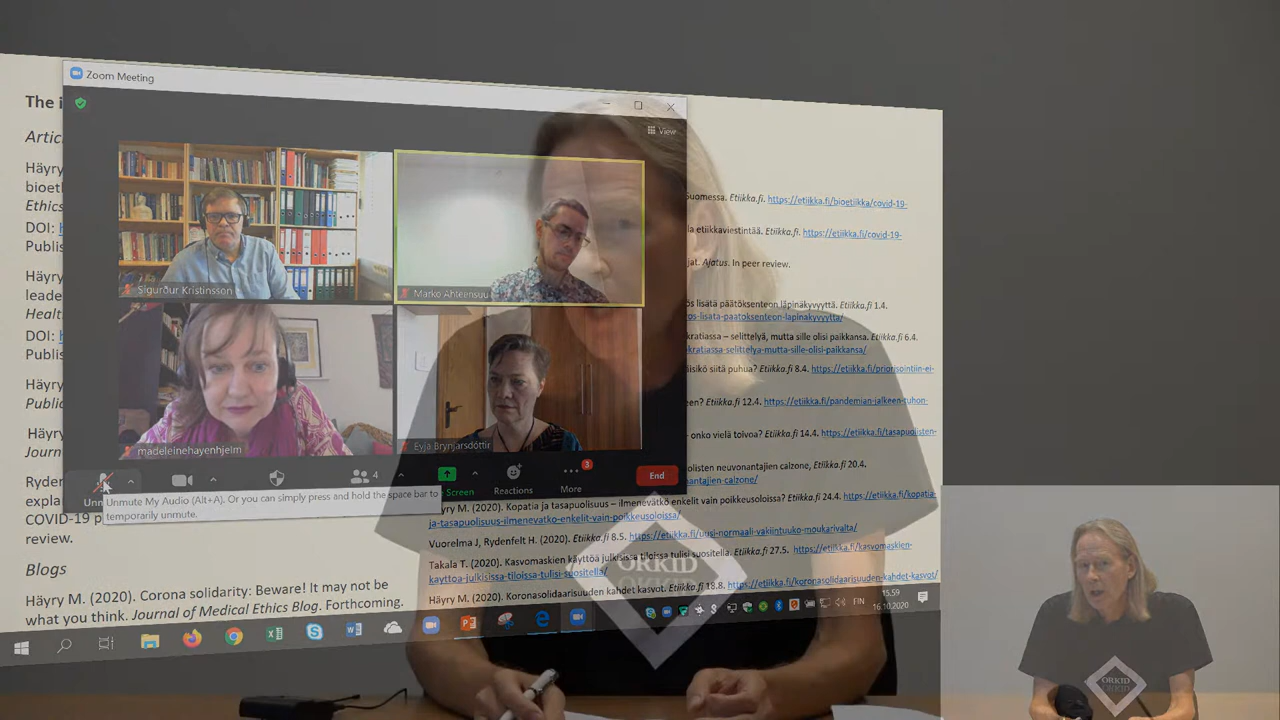 Zoom Meeting
View
The i
Artic
Häyry
bioet
Ethics
DOI: h
Publis
Häyry
leade
Health
DOI: h
Publis
Häyry
Public
Häyry
Journ
Ryden
expla
COVID-19 p
review.
Blogs
Häyry M. (2020). Corona solidarity: Beware! It may not be
what you think. Journal of Medical Ethics Blog. Forthcoming.
Sigurður Kristinsson
Marko Ahteensuu
madeleinehayenhjelm
Eyja Brynjarsdóttir
4
3
Screen
Reactions
More
End
Unmute My Audio (Alt+A). Or you can simply press and hold the space bar to
temporarily unmute.
Suomessa. Etiikka.fi. https://etiikka.fi/bioetiikka/covid-19-
la etiikkaviestintää. Etiikka.fi. https://etiikka.fi/covid-19-
jat. Ajatus. In peer review.
os lisätä päätöksenteon läpinäkyvyyttä. Etiikka.fi 1.4.
os-lisata-paatoksenteon-lapinakyvytta/
kratiassa – selittelyä, mutta sille olisi paikkansa. Etiikka.fi 6.4.
kratiassa-selittelya-mutta-sille-olisi-paikkansa/
äisikö siitä puhua? Etiikka.fi 8.4. https://etiikka.fi/priorisointiin-ei-
een? Etiikka.fi 12.4. https://etiikka.fi/pandemian-jalkeen-tuhon-
- onko vielä toivoa? Etiikka.fi 14.4. https://etiikka.fi/tasapuolisten-
olisten neuvonantajien calzone, Etiikka.fi 20.4.
antajien-calzone/
äyry M. (2020). Kopatia ja tasapuolisuus – ilmenevätkö enkelit vain poikkeusoloissa? Etiikka.fi 24.4. https://etiikka.fi/kopatia-
ja-tasapuolisuus-ilmenevatko-enkelit-vain-poikkeusoloissa/
Vuorelma J, Rydenfelt H. (2020). Etiikka.fi 8.5. https://etiikka.fi/uusi-normaali-vakiintuuko-moukarivalta/
Takala T. (2020). Kasvomaskien käyttöä julkisissa tiloissa tulisi suositella. Etiikka.fi 27.5. https://etiikka.fi/kasvomaskien-
kayttoa-julkisissa-tiloissa-tulisi-suositella/
Häyry M. (2020). Koronasolidaarisuuden kahdet kasvot. Etiikka.fi 18.8. https://etiikka.fi/koronasolidaarisuuden-kahdet-kasvot/
FIN
15.59
16.10.2020
ORKID
ORKID